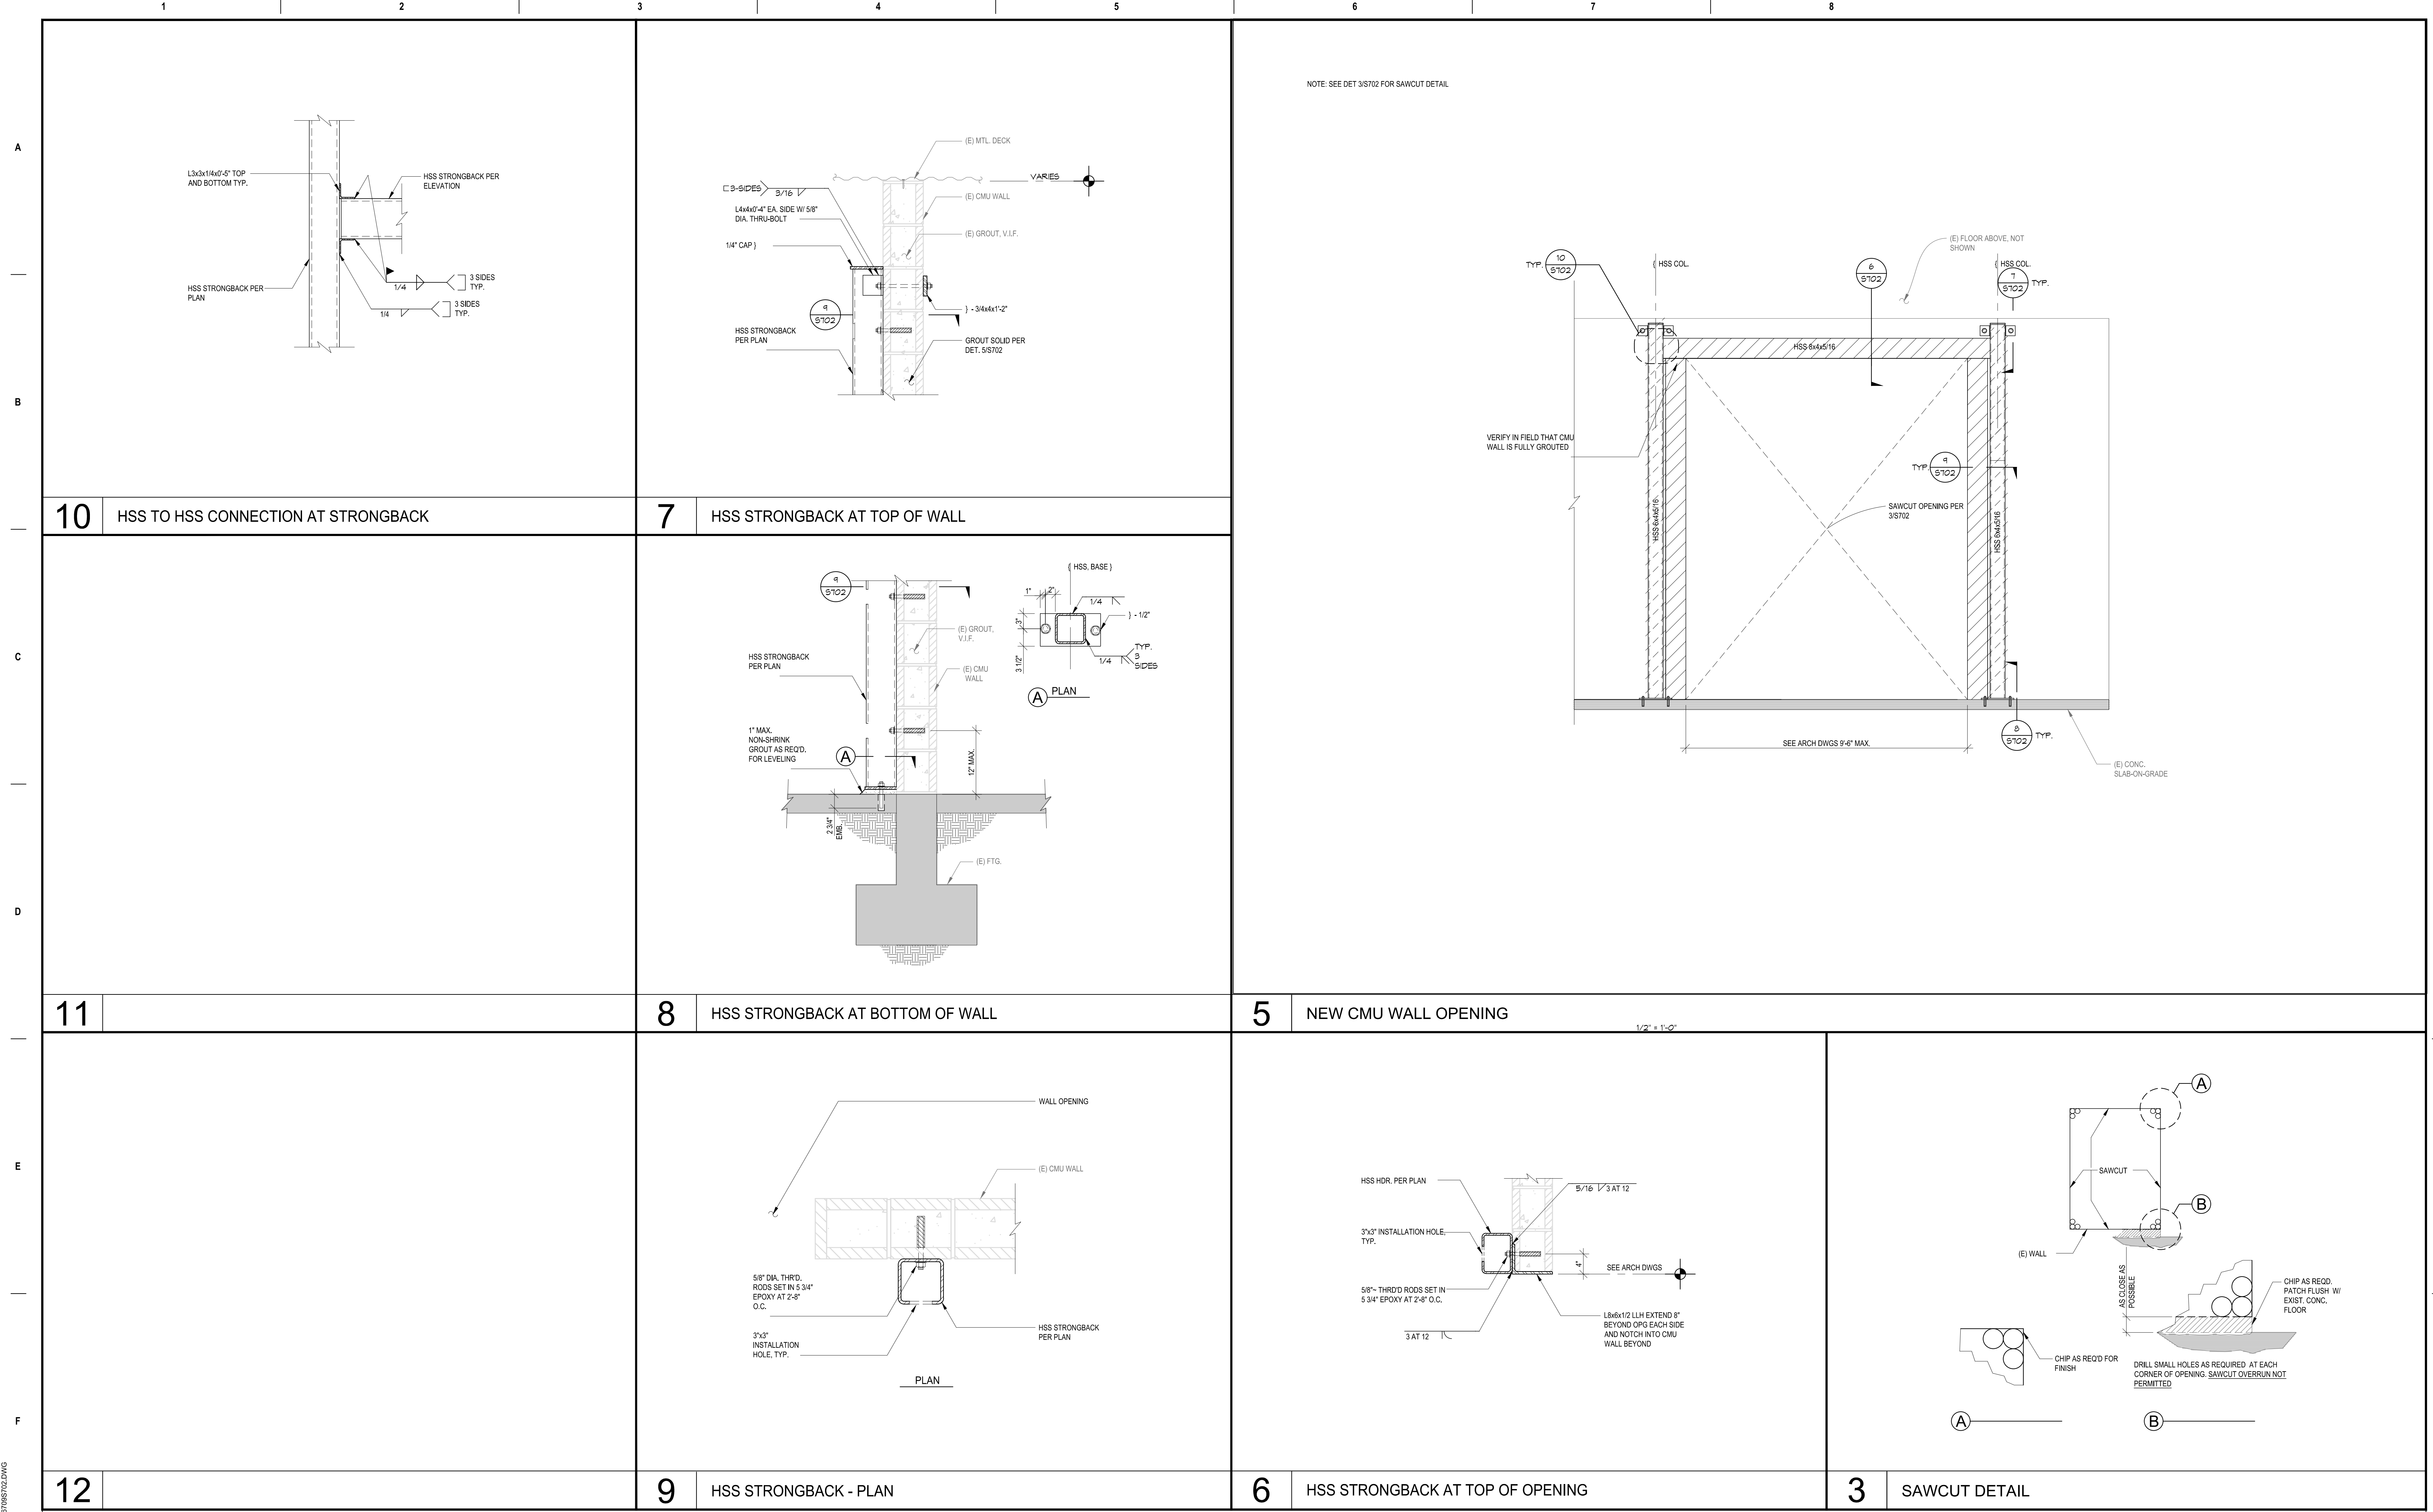 1 2 3 4 5 6 7 8
A
B
C
D
E
F
L3x3x1/4x0'-5" TOP
AND BOTTOM TYP.
HSS STRONGBACK PER
ELEVATION
HSS STRONGBACK PER
PLAN
1/4
3 SIDES
TYP.
1/4
3 SIDES
TYP.
10 HSS TO HSS CONNECTION AT STRONGBACK
(E) MTL. DECK
VARIES
3-SIDES
3/16
(E) CMU WALL
L4x4x0'-4" EA. SIDE W/ 5/8"
DIA. THRU-BOLT
(E) GROUT, V.I.F.
1/4" CAP }
9
S702
} - 3/4x4x1'-2"
HSS STRONGBACK
PER PLAN
GROUT SOLID PER
DET. 5/S702
7 HSS STRONGBACK AT TOP OF WALL
NOTE: SEE DET 3/S702 FOR SAWCUT DETAIL
(E) FLOOR ABOVE, NOT
SHOWN
TYP.
10
S702
{ HSS COL.
6
S702
{ HSS COL.
7
S702
TYP.
HSS 8x4x5/16
VERIFY IN FIELD THAT CMU
WALL IS FULLY GROUTED
TYP.
9
S702
HSS 6x4x5/16
SAWCUT OPENING PER
3/S702
HSS 6x4x5/16
8
S702
TYP.
SEE ARCH DWGS 9'-6" MAX.
(E) CONC.
SLAB-ON-GRADE
5 NEW CMU WALL OPENING
1/2" = 1'-0"
11
9
S702
{ HSS, BASE }
1"
2"
1/4
} - 1/2"
3"
3 1/2"
1/4
TYP.
3
SIDES
A PLAN
(E) GROUT,
V.I.F.
HSS STRONGBACK
PER PLAN
(E) CMU
WALL
1" MAX.
NON-SHRINK
GROUT AS REQ'D.
FOR LEVELING
A
12" MAX.
2 3/4"
EMB.
(E) FTG.
8 HSS STRONGBACK AT BOTTOM OF WALL
12
WALL OPENING
(E) CMU WALL
5/8" DIA. THR'D,
RODS SET IN 5 3/4"
EPOXY AT 2'-8"
O.C.
3"x3"
INSTALLATION
HOLE, TYP.
HSS STRONGBACK
PER PLAN
PLAN
9 HSS STRONGBACK - PLAN
HSS HDR. PER PLAN
5/16 3 AT 12
3"x3" INSTALLATION HOLE,
TYP.
4"
SEE ARCH DWGS
5/8"~ THRD'D RODS SET IN
5 3/4" EPOXY AT 2'-8" O.C.
L8x6x1/2 LLH EXTEND 8"
BEYOND OPG EACH SIDE
AND NOTCH INTO CMU
WALL BEYOND
3 AT 12
6 HSS STRONGBACK AT TOP OF OPENING
A
SAWCUT
B
(E) WALL
AS CLOSE AS
POSSIBLE
CHIP AS REQD.
PATCH FLUSH W/
EXIST. CONC.
FLOOR
CHIP AS REQ'D FOR
FINISH
DRILL SMALL HOLES AS REQUIRED AT EACH
CORNER OF OPENING. SAWCUT OVERRUN NOT
PERMITTED
A
B
3 SAWCUT DETAIL